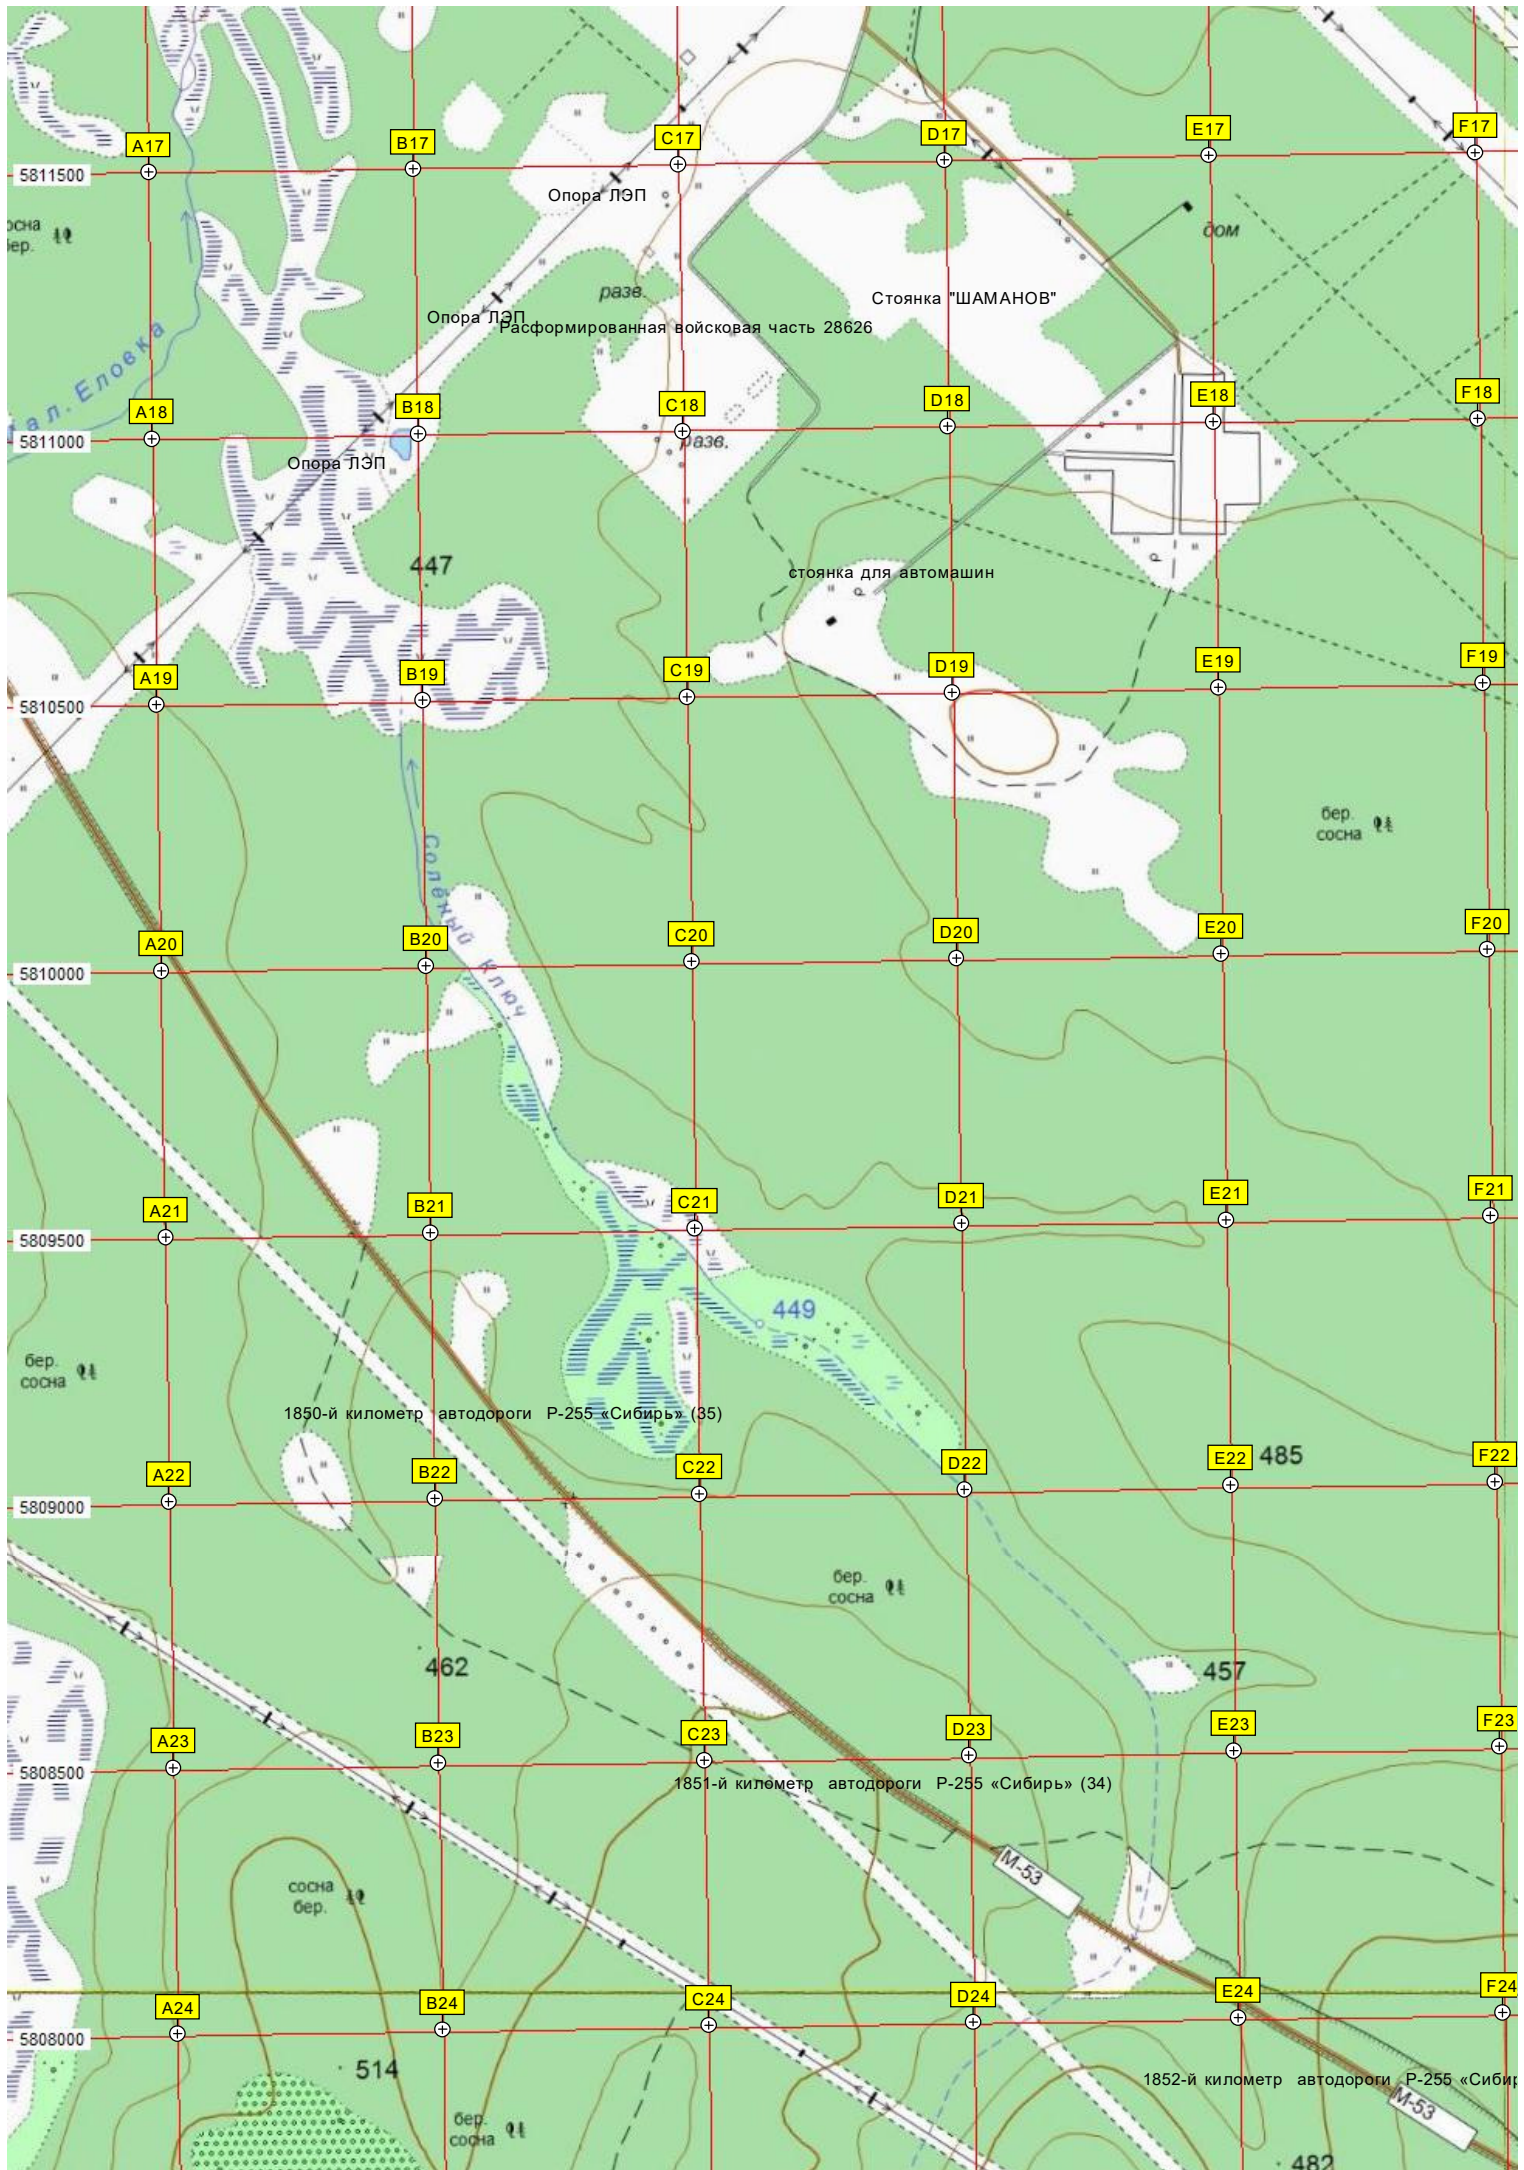 A17
B17
C17
D17
E17
F17
5811500
Опора ЛЭП
дом
бер.
разв.
Стоянка "ШАМАНОВ"
Опора ЛЭП
Расформированная войсковая часть 28626
Еловка
A18
B18
C18
D18
E18
F18
5811000
разв.
Опора ЛЭП
447
стоянка для автомашин
A19
B19
C19
D19
E19
F19
5810500
бер.
сосна
Солёный Ключ
A20
B20
C20
D20
E20
F20
5810000
A21
B21
C21
D21
E21
F21
5809500
449
бер.
сосна
1850-й километр автодороги Р-255 «Сибирь» (35)
A22
B22
C22
D22
E22
485
F22
5809000
бер.
сосна
462
457
A23
B23
C23
D23
E23
F23
5808500
1851-й километр автодороги Р-255 «Сибирь» (34)
М-53
сосна
бер.
A24
B24
C24
D24
E24
F24
5808000
514
1852-й километр автодороги Р-255 «Сибир
М-53
бер.
сосна
482